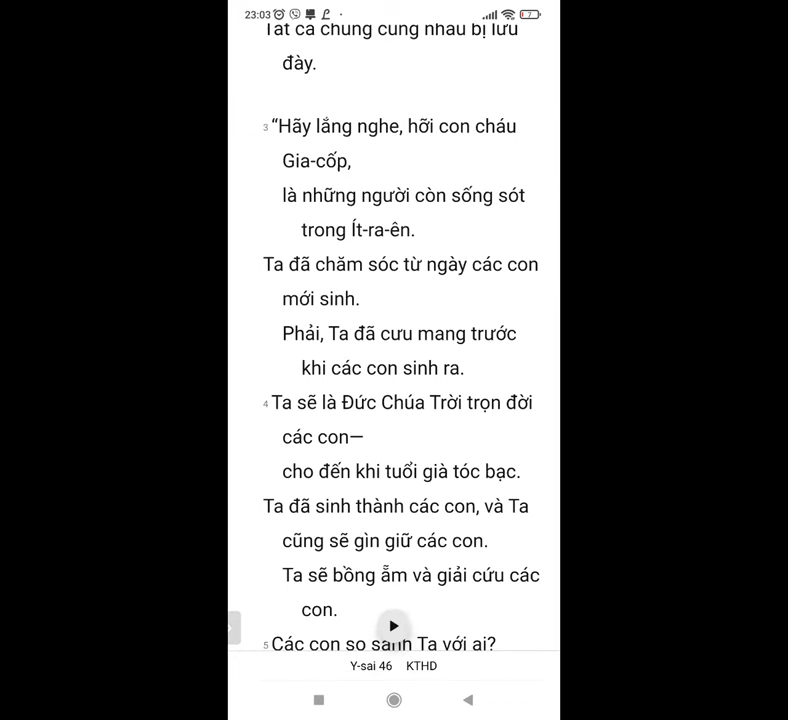 23:03
7
Tất cả chúng cùng nhau bị lưu
đày.
3 “Hãy lắng nghe, hỡi con cháu
Gia-cốp,
là những người còn sống sót
trong Ít-ra-ên.
Ta đã chăm sóc từ ngày các con
mới sinh.
Phải, Ta đã cưu mang trước
khi các con sinh ra.
4 Ta sẽ là Đức Chúa Trời trọn đời
các con—
cho đến khi tuổi già tóc bạc.
Ta đã sinh thành các con, và Ta
cũng sẽ gìn giữ các con.
Ta sẽ bồng ẵm và giải cứu các
con.
5 Các con so sánh Ta với ai?
Y-sai 46 KTHD